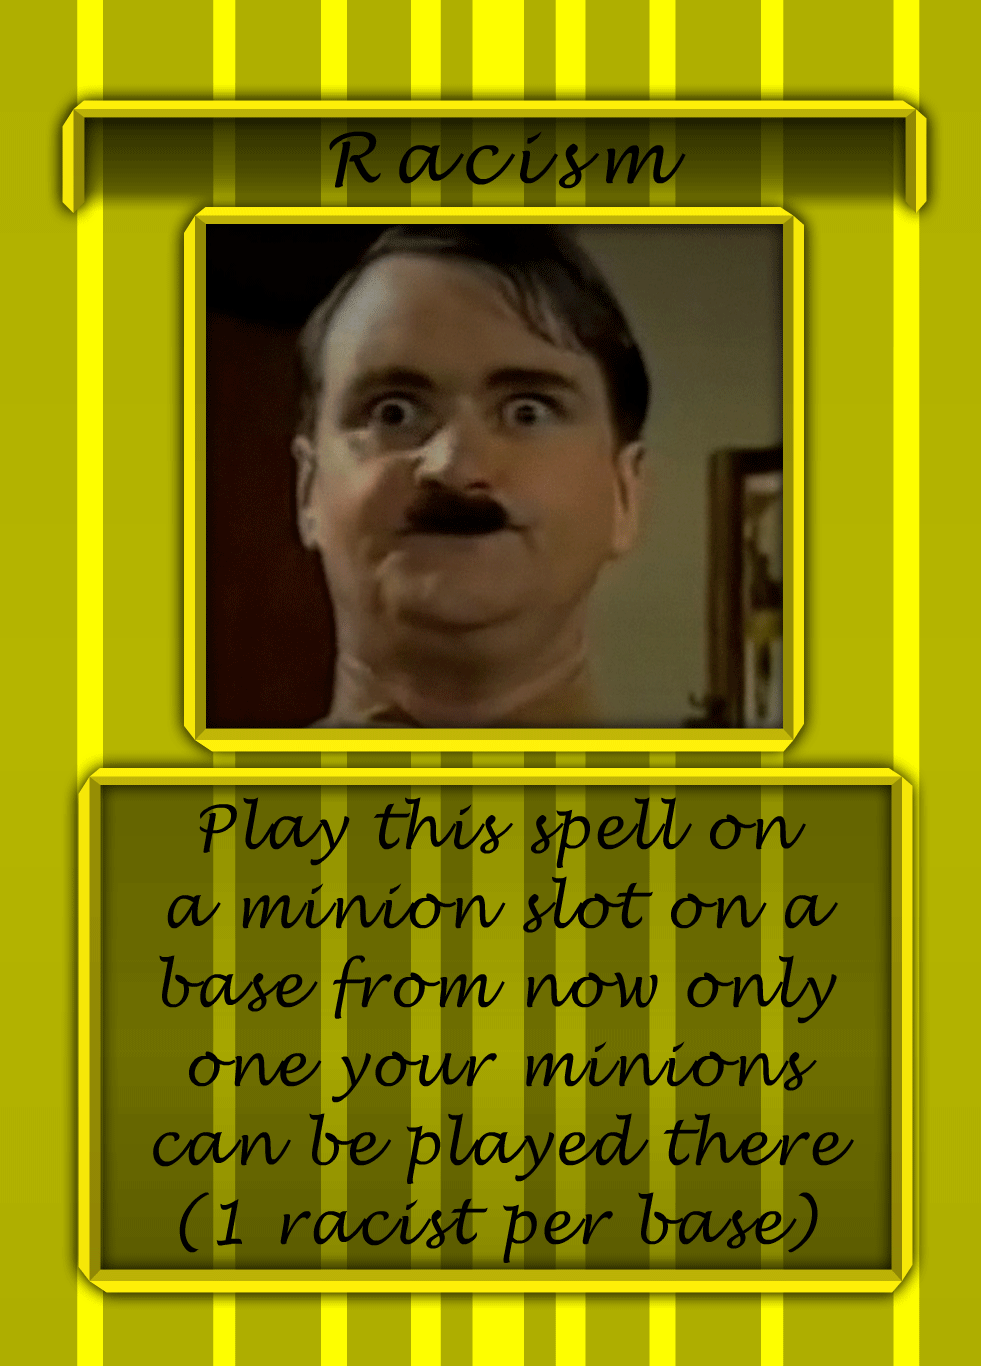 Racism
Play this spell on
a minion slot on a
base from now only
one your minions
can be played there
(1 racist per base)